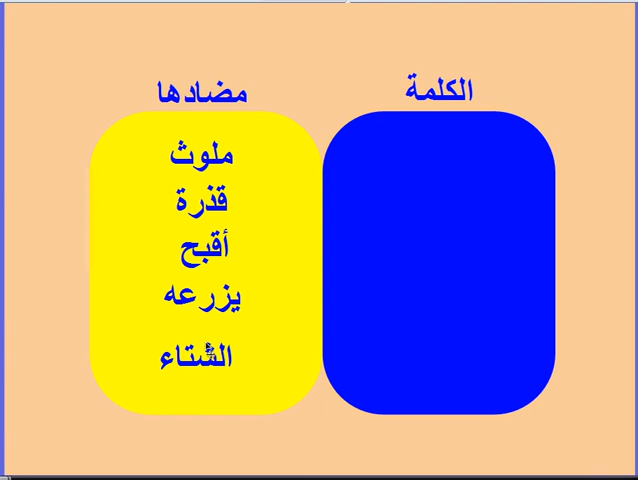 الكلمة
مضادها
ملوث
قذرة
أقبح
يزرعه
الشتاء